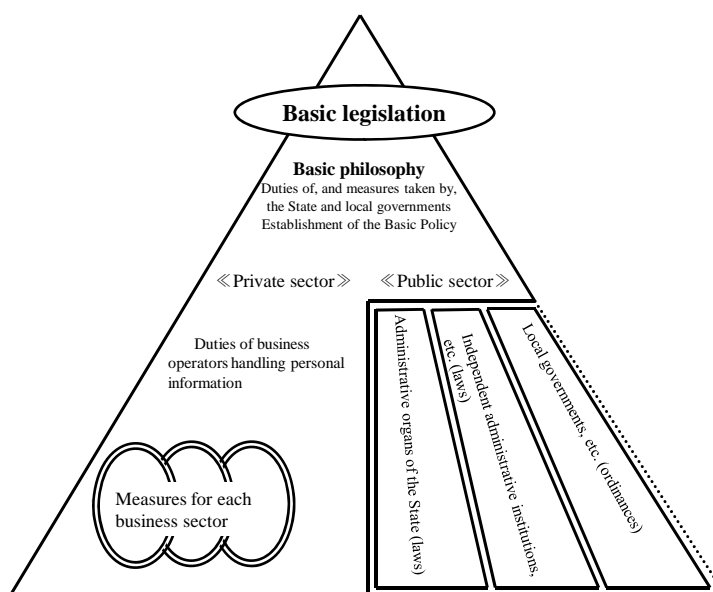 Basic legislation
Basic philosophy
Duties of, and measures taken by,
the State and local governments
Establishment of the Basic Policy
≪Private sector≫ ≪Public sector≫
Duties of business
operators handling personal
information
Measures for each
business sector
Administrative organs of the State (laws)
Independent administrative institutions,
etc. (laws)
Local governments, etc. (ordinances)